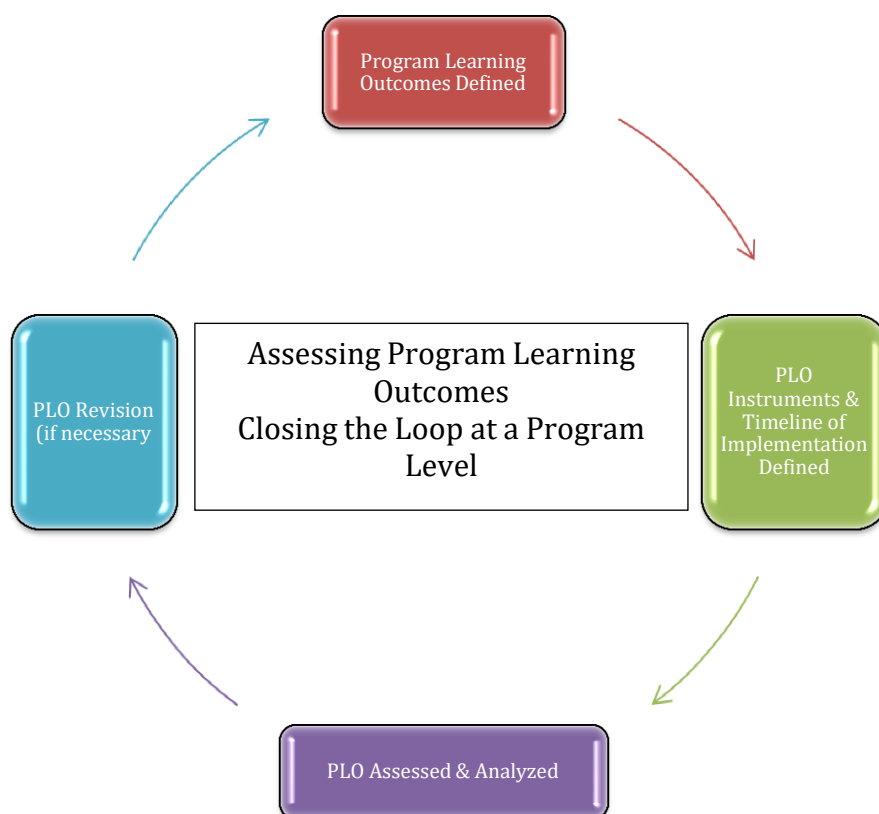 Program Learning
Outcomes Defined
Assessing Program Learning
Outcomes
Closing the Loop at a Program
Level
PLO
Instruments &
Timeline of
Implementation
Defined
PLO Revision
(if necessary
PLO Assessed & Analyzed